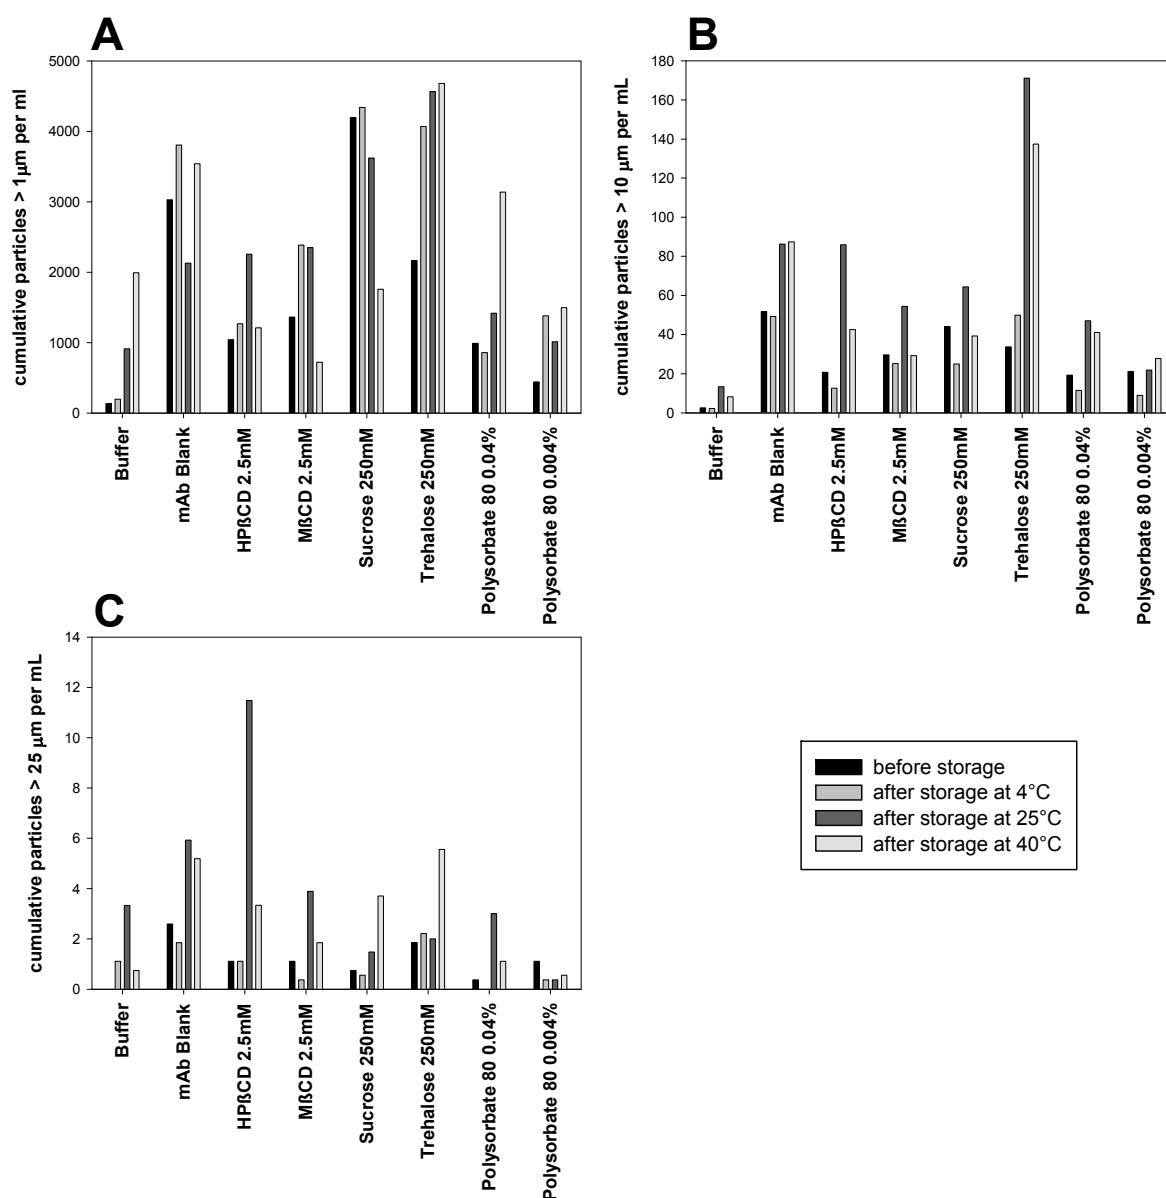 A
cumulative particles > 1µm per ml
5000
4000
3000
2000
1000
0
Buffer
mAb Blank
HPßCD 2.5mM
MßCD 2.5mM
Sucrose 250mM
Trehalose 250mM
Polysorbate 80 0.04%
Polysorbate 80 0.004%
B
cumulative particles > 10 µm per mL
180
160
140
120
100
80
60
40
20
0
Buffer
mAb Blank
HPßCD 2.5mM
MßCD 2.5mM
Sucrose 250mM
Trehalose 250mM
Polysorbate 80 0.04%
Polysorbate 80 0.004%
C
cumulative particles > 25 µm per mL
14
12
10
8
6
4
2
0
Buffer
mAb Blank
HPßCD 2.5mM
MßCD 2.5mM
Sucrose 250mM
Trehalose 250mM
Polysorbate 80 0.04%
Polysorbate 80 0.004%
before storage
after storage at 4°C
after storage at 25°C
after storage at 40°C